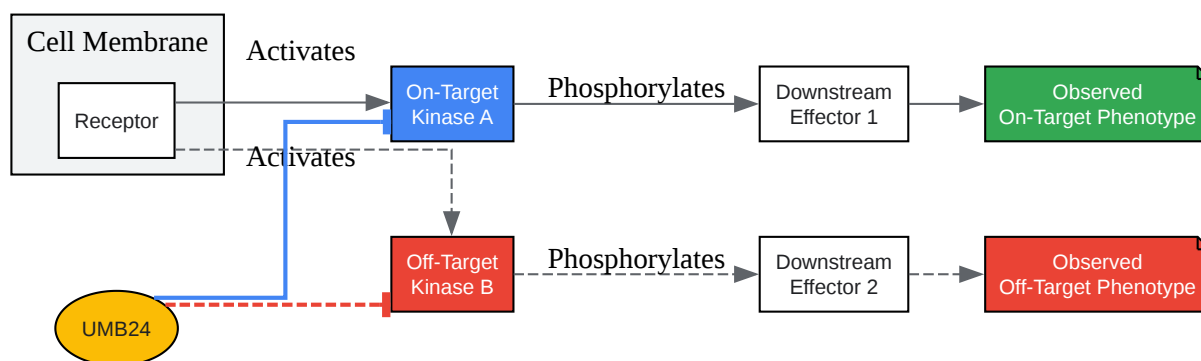 Cell Membrane
Receptor
Activates
On-Target
Kinase A
Phosphorylates
Downstream
Effector 1
Observed
On-Target Phenotype
Activates
Off-Target
Kinase B
Phosphorylates
Downstream
Effector 2
Observed
Off-Target Phenotype
UMB24